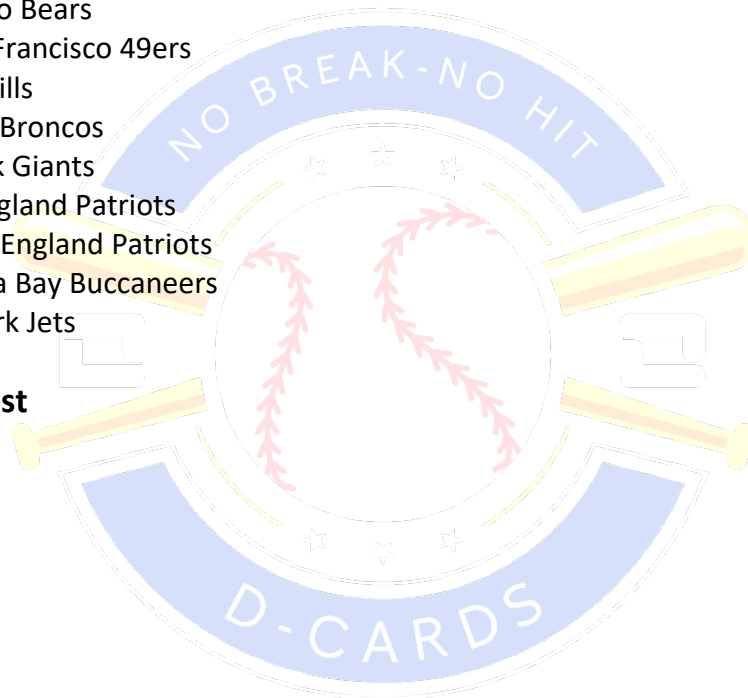 o Bears
Francisco 49ers
ills
Broncos
k Giants
gland Patriots
England Patriots
a Bay Buccaneers
rk Jets
st
NO BREAK-NO HIT
D-CARDS